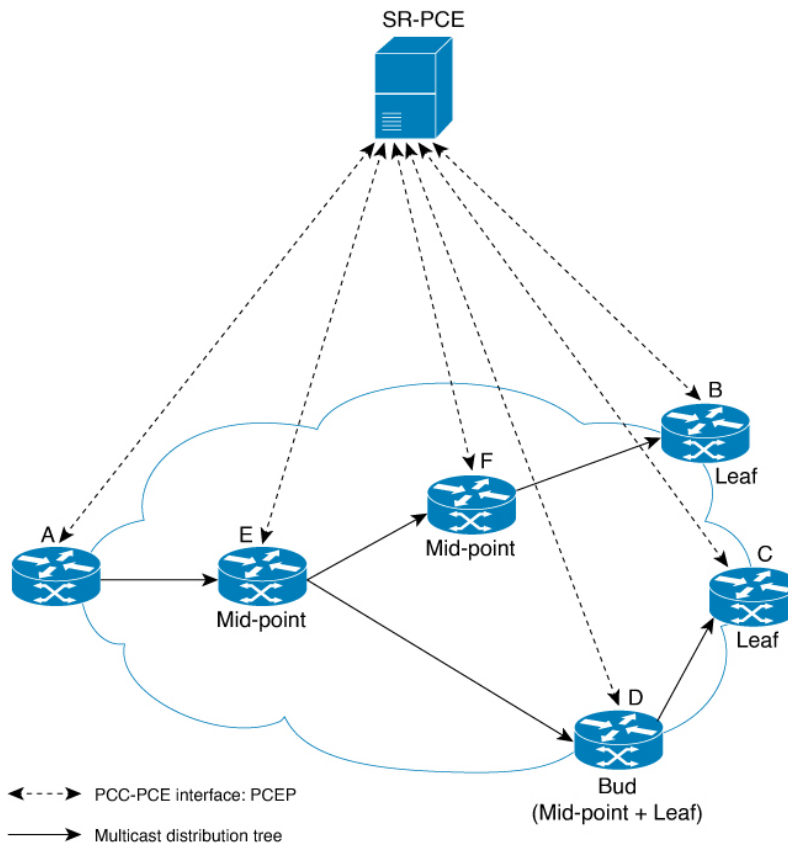 SR-PCE
B
Leaf
F
Mid-point
A
E
Mid-point
C
Leaf
D
Bud
(Mid-point + Leaf)
PCC-PCE interface: PCEP
Multicast distribution tree